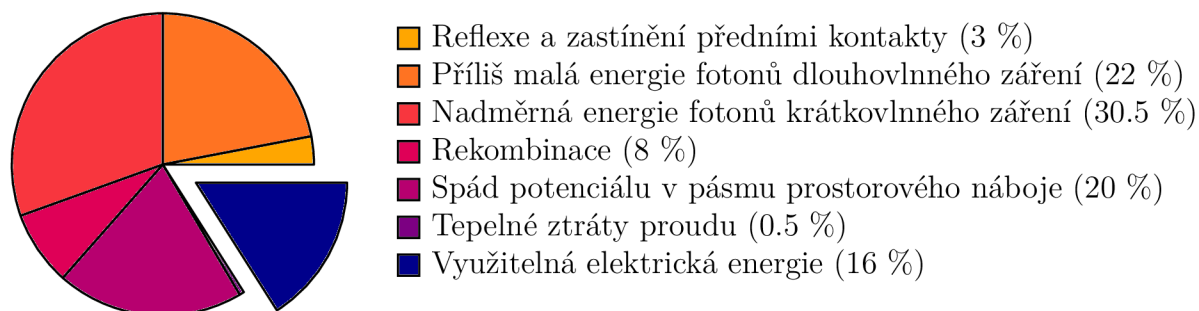 Reflexe a zastínění předními kontakty (3 %)
Příliš malá energie fotonů dlouhovlnného záření (22 %)
Nadměrná energie fotonů krátkovlnného záření (30.5 %)
Rekombinace (8 %)
Spád potenciálu v pásmu prostorového náboje (20 %)
Tepelné ztráty proudu (0.5 %)
Využitelná elektrická energie (16 %)